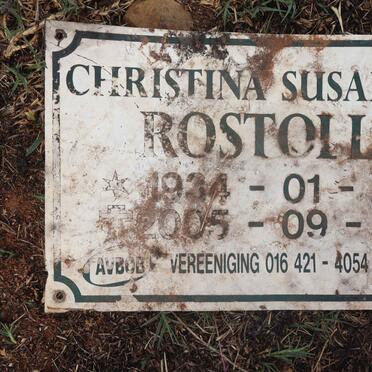 CHRISTINA SUSA
ROSTOLL
1934 - 01 -
2005 - 09 -
AVBOB VEREENIGING 016 421 - 4054